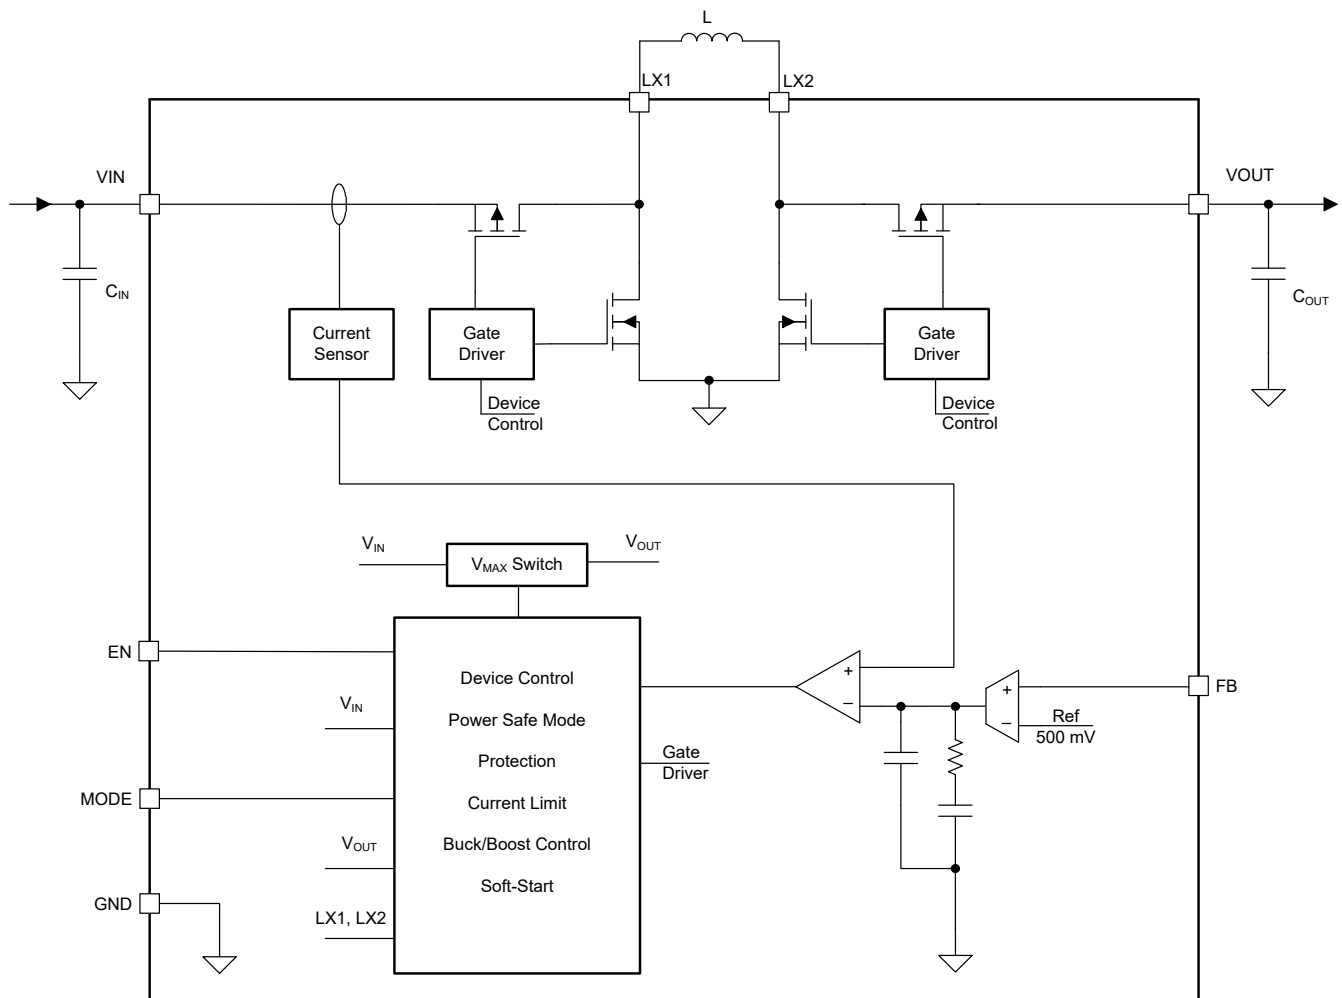 L
LX1
LX2
VIN
VOUT
CIN
COUT
Current
Sensor
Gate
Driver
Gate
Driver
Device
Control
Device
Control
VIN
VMAX Switch
VOUT
EN
Device Control
VIN
Power Safe Mode
Protection
MODE
Current Limit
VOUT
Buck/Boost Control
Soft-Start
GND
LX1, LX2
Gate
Driver
+
−
+
−
Ref
500 mV
FB